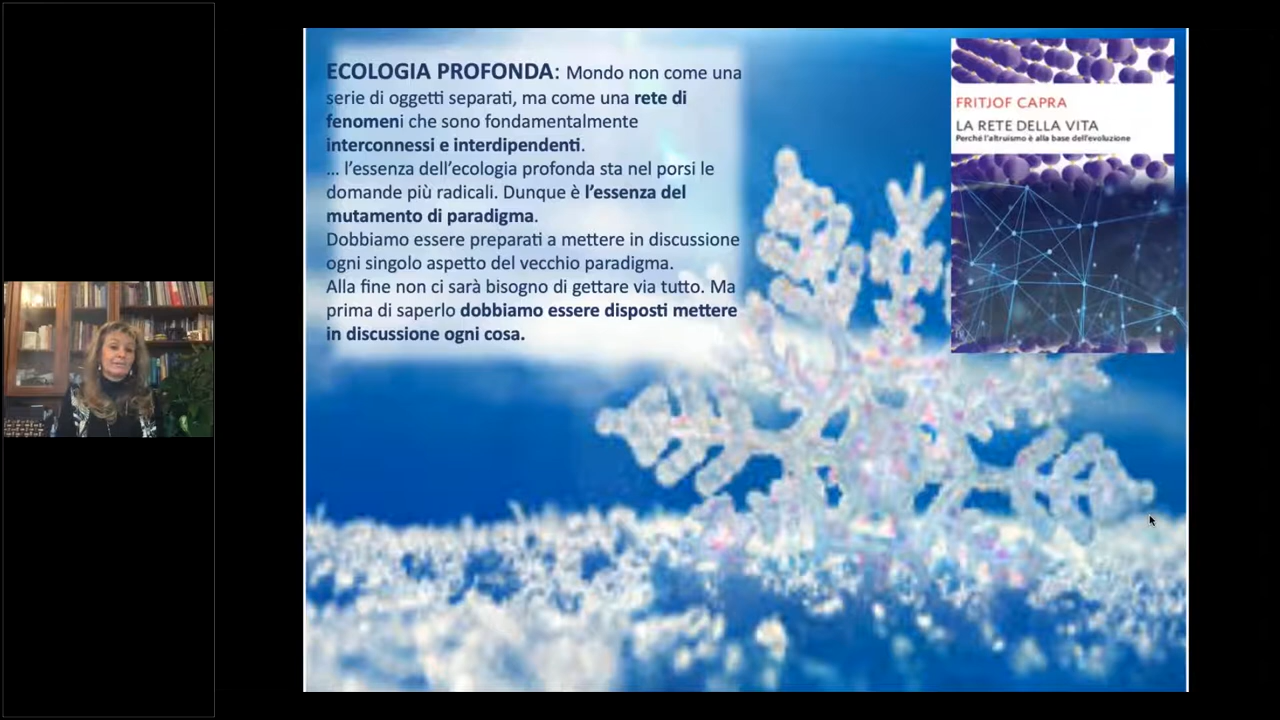 ECOLOGIA PROFONDA: Mondo non come una
serie di oggetti separati, ma come una rete di
fenomeni che sono fondamentalmente
interconnessi e interdipendenti.
... l'essenza dell'ecologia profonda sta nel porsi le
domande più radicali. Dunque è l'essenza del
mutamento di paradigma.
Dobbiamo essere preparati a mettere in discussione
ogni singolo aspetto del vecchio paradigma.
Alla fine non ci sarà bisogno di gettare via tutto. Ma
prima di saperlo dobbiamo essere disposti mettere
in discussione ogni cosa.
FRITJOF CAPRA
LA RETE DELLA VITA
Perché l'altruismo è alla base dell'evoluzione